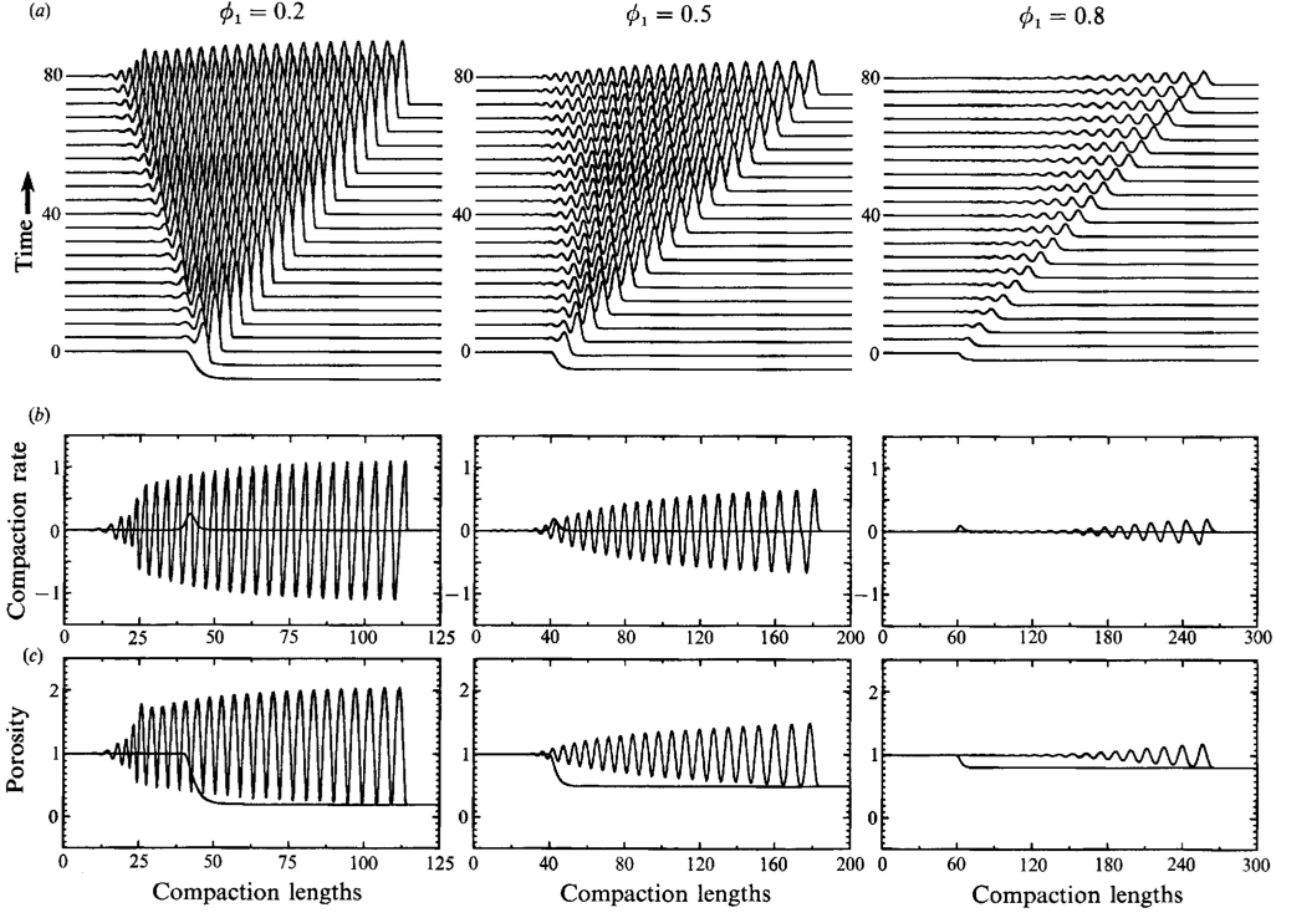 (a)
ϕ₁ = 0.2 ϕ₁ = 0.5 ϕ₁ = 0.8
80 80 80
40 40 40
0 0 0
Time
(b)
Compaction rate
1 1 1
0 0 0
−1 −1 −1
0 25 50 75 100 125 0 40 80 120 160 200 0 60 120 180 240 300
(c)
Porosity
2 2 2
1 1 1
0 0 0
0 25 50 75 100 125 0 40 80 120 160 200 0 60 120 180 240 300
Compaction lengths Compaction lengths Compaction lengths